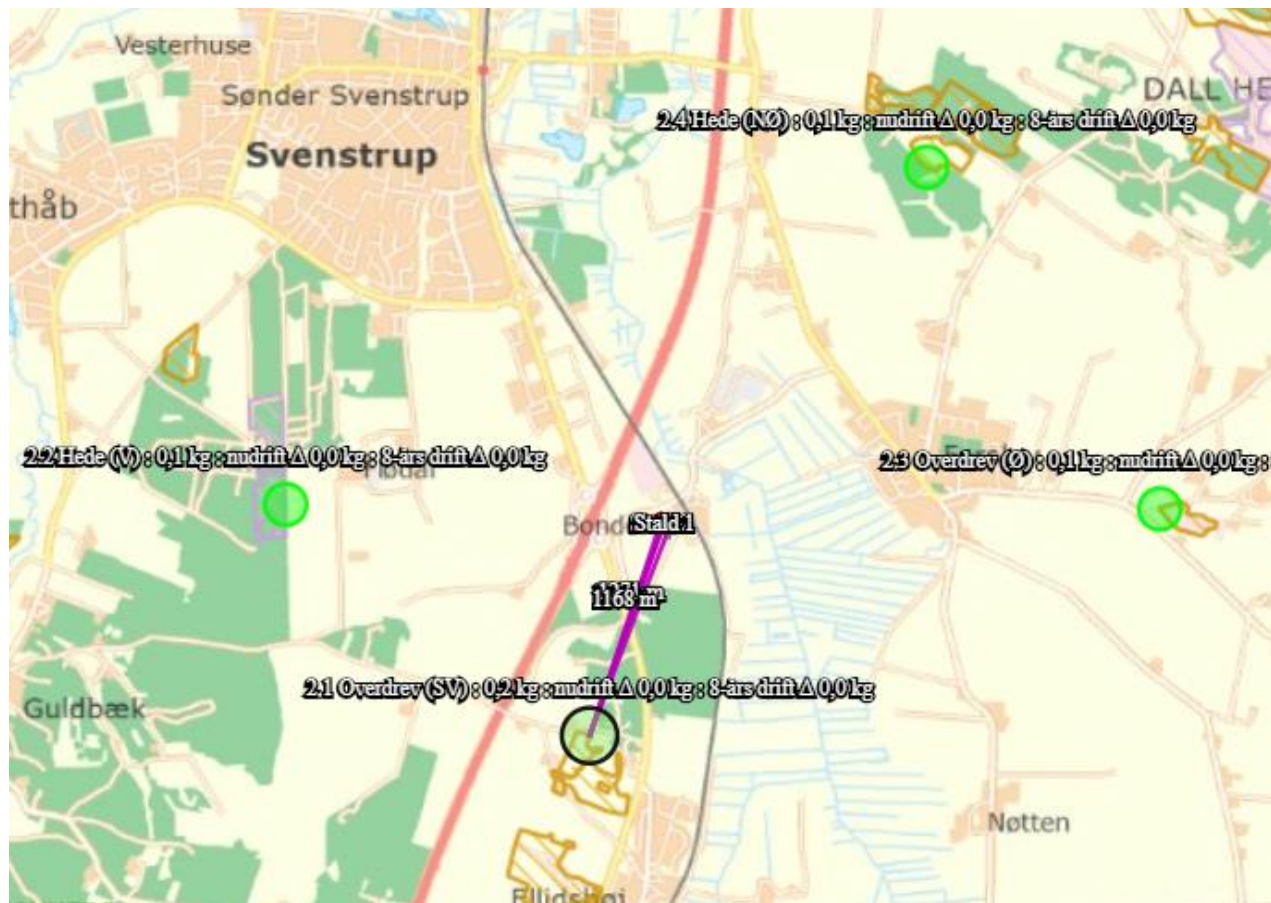 Vesterhuse
DALL HE
Sønder Svenstrup
2.4 Hede (NØ) : 0,1 kg : nudrift Δ 0,0 kg : 8-års drift Δ 0,0 kg
Svenstrup
thåb
2.2 Hede (V) : 0,1 kg : nudrift Δ 0,0 kg : 8-års drift Δ 0,0 kg
2.3 Overdrev (Ø) : 0,1 kg : nudrift Δ 0,0 kg :
Stald 1
1168 m
2.1 Overdrev (SV) : 0,2 kg : nudrift Δ 0,0 kg : 8-års drift Δ 0,0 kg
Guldbæk
Nøtten
Ellidshøj